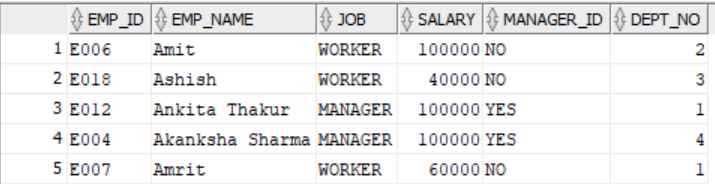 EMP_ID EMP_NAME JOB SALARY MANAGER_ID DEPT_NO
1 E006 Amit WORKER 100000 NO 2
2 E018 Ashish WORKER 40000 NO 3
3 E012 Ankita Thakur MANAGER 100000 YES 1
4 E004 Akanksha Sharma MANAGER 100000 YES 4
5 E007 Amrit WORKER 60000 NO 1